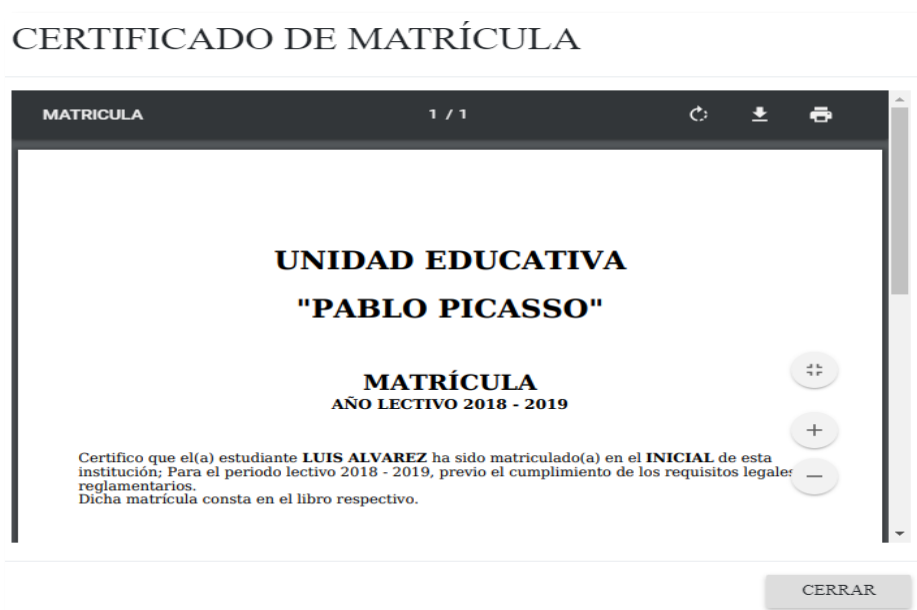 CERTIFICADO DE MATRÍCULA
MATRICULA 1 / 1
UNIDAD EDUCATIVA
"PABLO PICASSO"
MATRÍCULA
AÑO LECTIVO 2018 - 2019
Certifico que el(a) estudiante LUIS ALVAREZ ha sido matriculado(a) en el INICIAL de esta
institución; Para el periodo lectivo 2018 - 2019, previo el cumplimiento de los requisitos legales
reglamentarios.
Dicha matrícula consta en el libro respectivo.
CERRAR